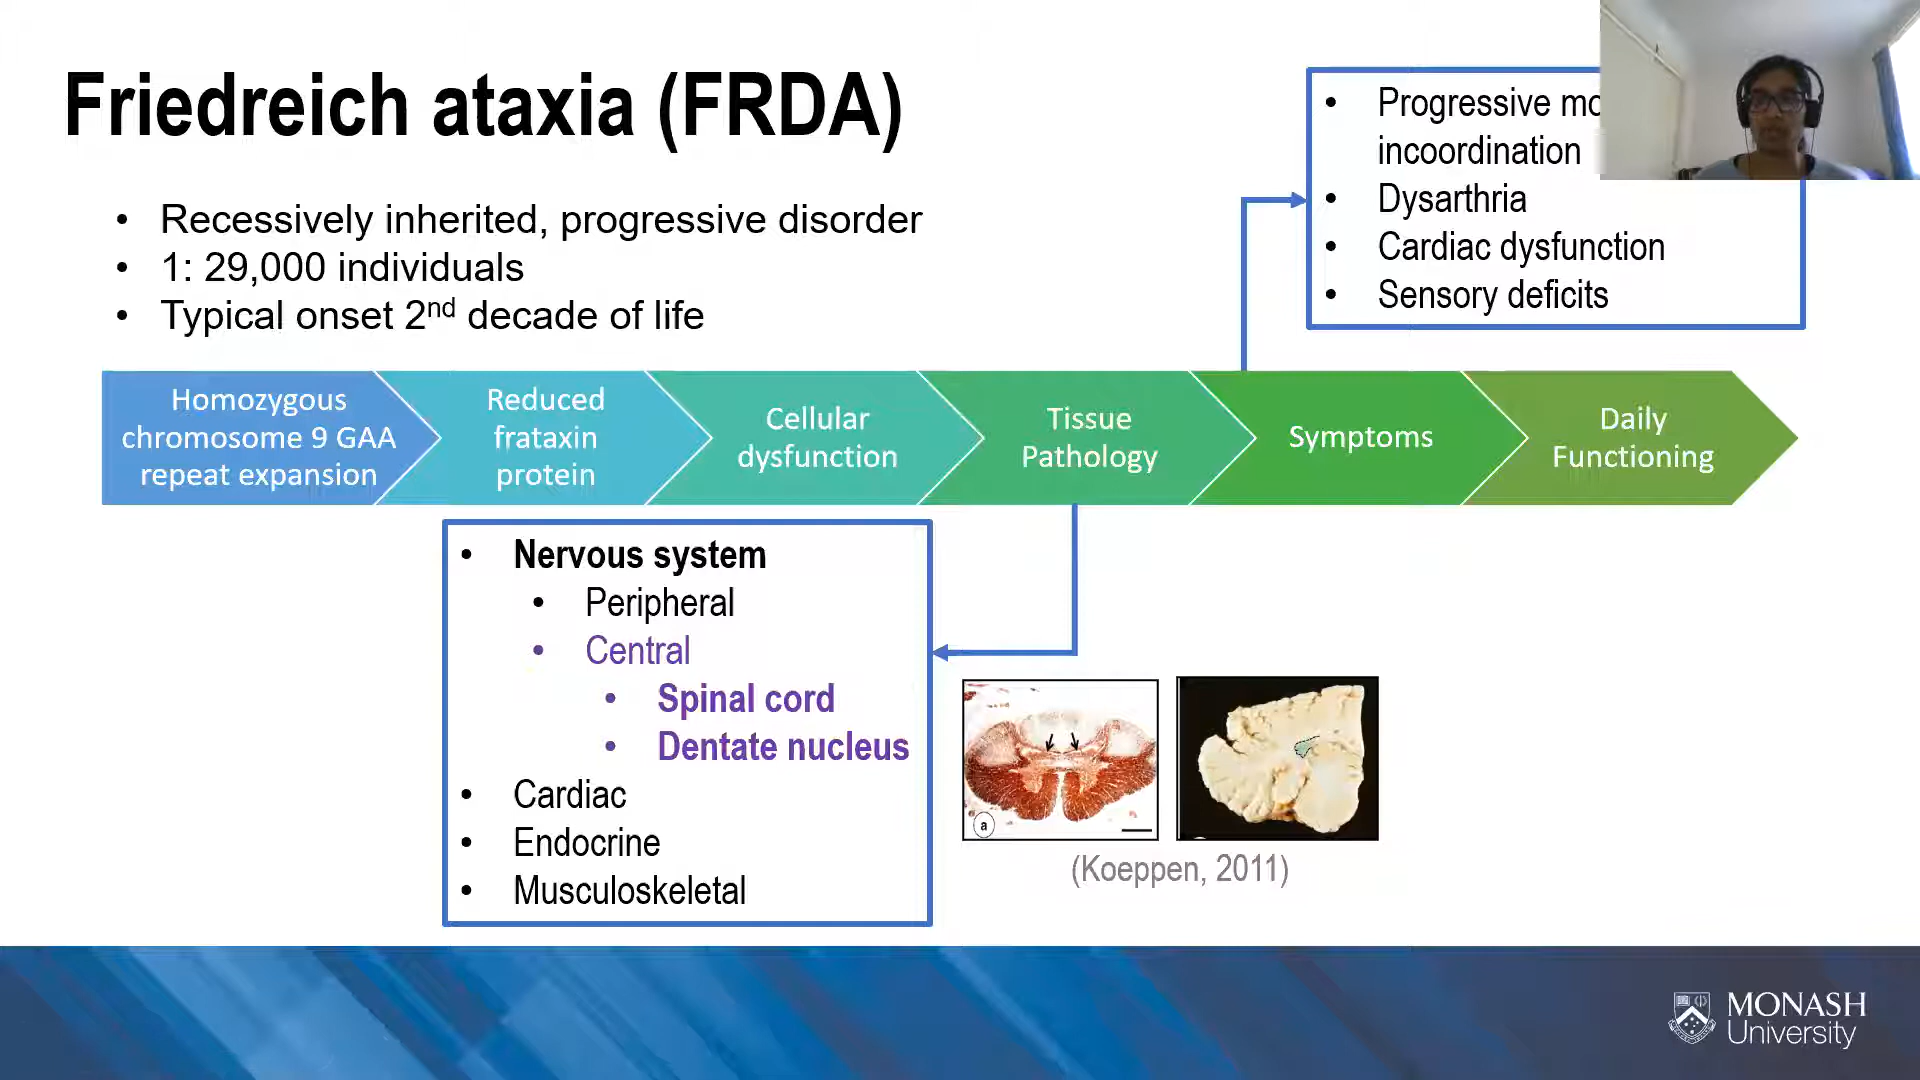 Friedreich ataxia (FRDA)
• Recessively inherited, progressive disorder
• 1: 29,000 individuals
• Typical onset 2nd decade of life
• Progressive
incoordination
• Dysarthria
• Cardiac dysfunction
• Sensory deficits
Homozygous
chromosome 9 GAA
repeat expansion
Reduced
frataxin
protein
Cellular
dysfunction
Tissue
Pathology
Symptoms
Daily
Functioning
• Nervous system
• Peripheral
• Central
• Spinal cord
• Dentate nucleus
• Cardiac
• Endocrine
• Musculoskeletal
a
(Koeppen, 2011)
MONASH
University